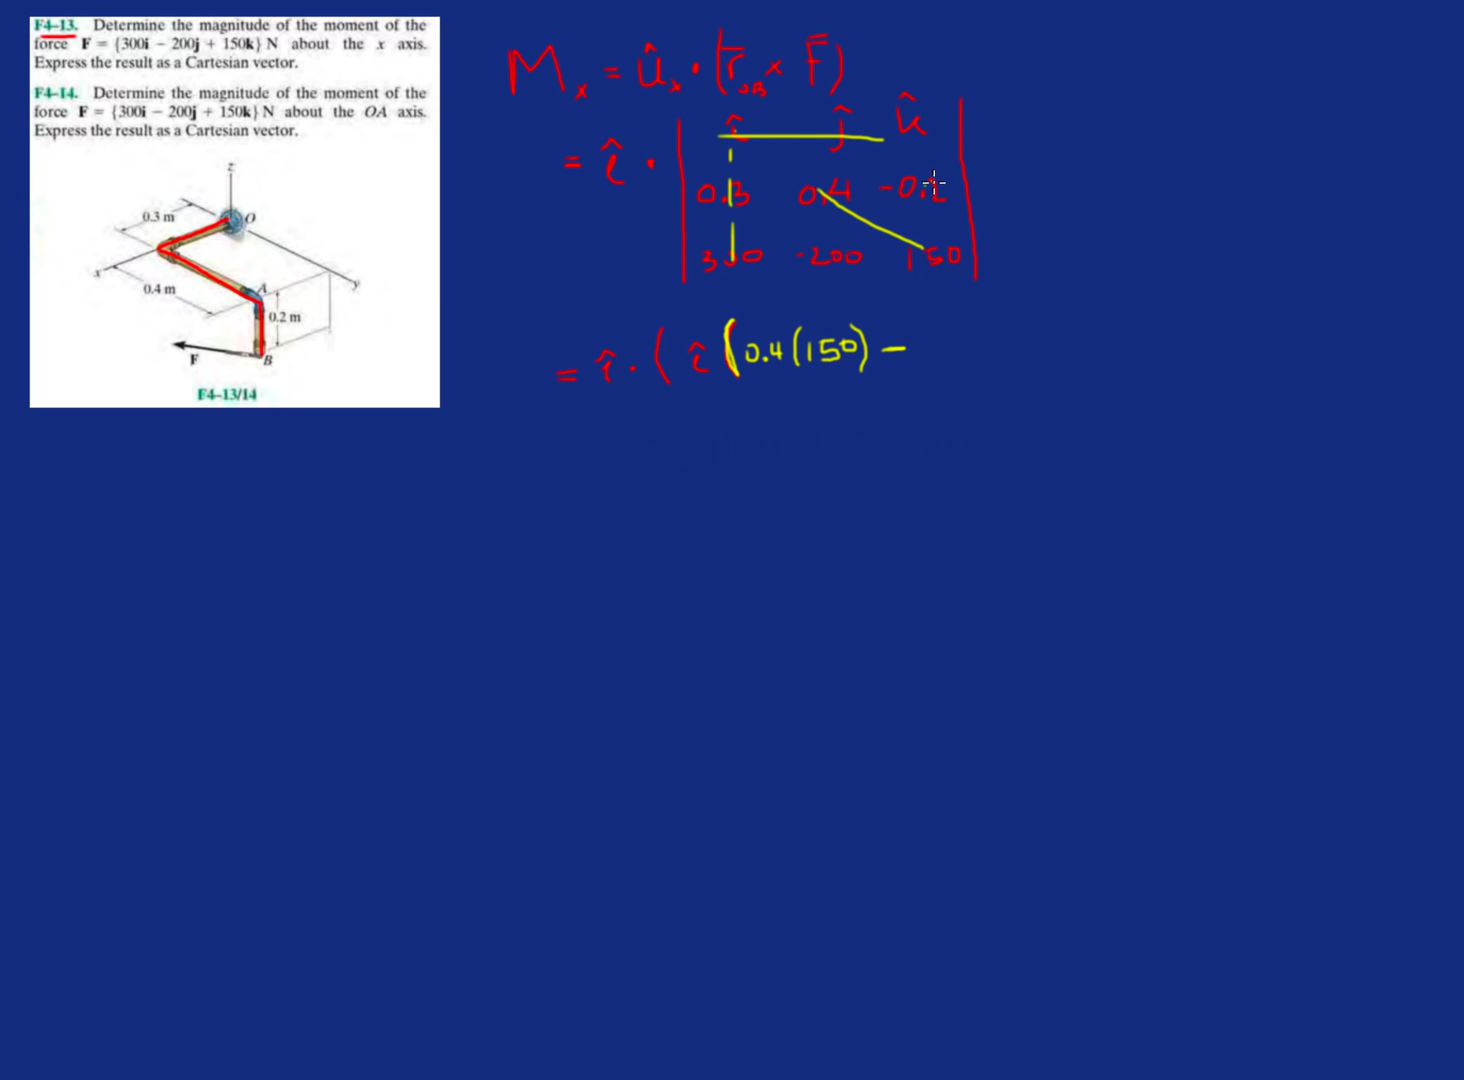 F4–13. Determine the magnitude of the moment of the
force F = {300i − 200j + 150k} N about the x axis.
Express the result as a Cartesian vector.
F4–14. Determine the magnitude of the moment of the
force F = {300i − 200j + 150k} N about the OA axis.
Express the result as a Cartesian vector.
z
0.3 m
O
x
y
0.4 m
A
0.2 m
F
B
F4–13/14
Mx = ûx · (r̄OB × F̄)
= î · | î ĵ k̂ |
0.3 0.4 -0.2
300 -200 150
= î · ( î (0.4(150) −